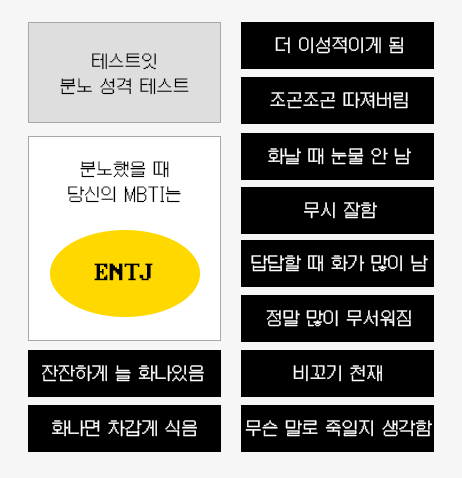 테스트잇
분노 성격 테스트
분노했을 때
당신의 MBTI는
ENTJ
잔잔하게 늘 화나있음
화나면 차갑게 식음
더 이성적이게 됨
조곤조곤 따져버림
화날 때 눈물 안 남
무시 잘함
답답할 때 화가 많이 남
정말 많이 무서워짐
비꼬기 천재
무슨 말로 죽일지 생각함